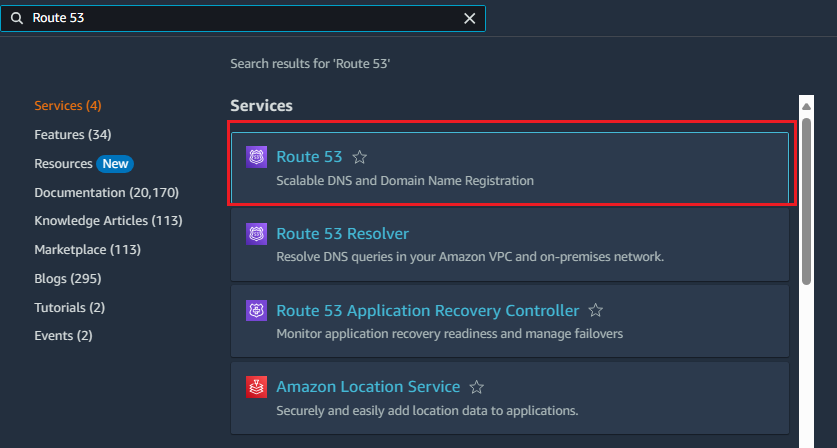 Route 53
Search results for 'Route 53'
Services (4)
Features (34)
Resources New
Documentation (20,170)
Knowledge Articles (113)
Marketplace (113)
Blogs (295)
Tutorials (2)
Events (2)
Services
Route 53
Scalable DNS and Domain Name Registration
Route 53 Resolver
Resolve DNS queries in your Amazon VPC and on-premises network.
Route 53 Application Recovery Controller
Monitor application recovery readiness and manage failovers
Amazon Location Service
Securely and easily add location data to applications.